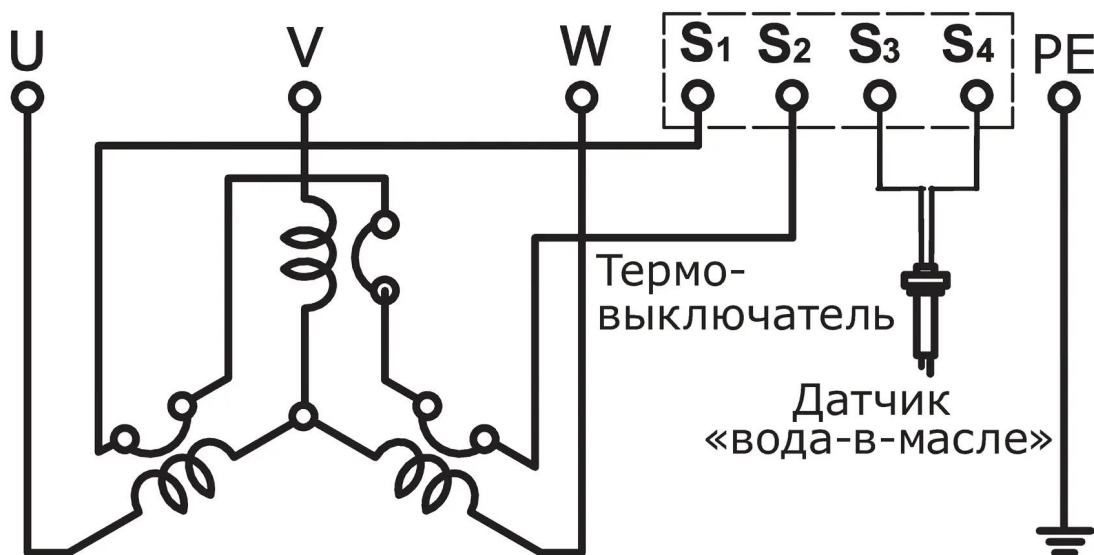 U V W S1 S2 S3 S4 PE
Термо-
выключатель
Датчик
«вода-в-масле»